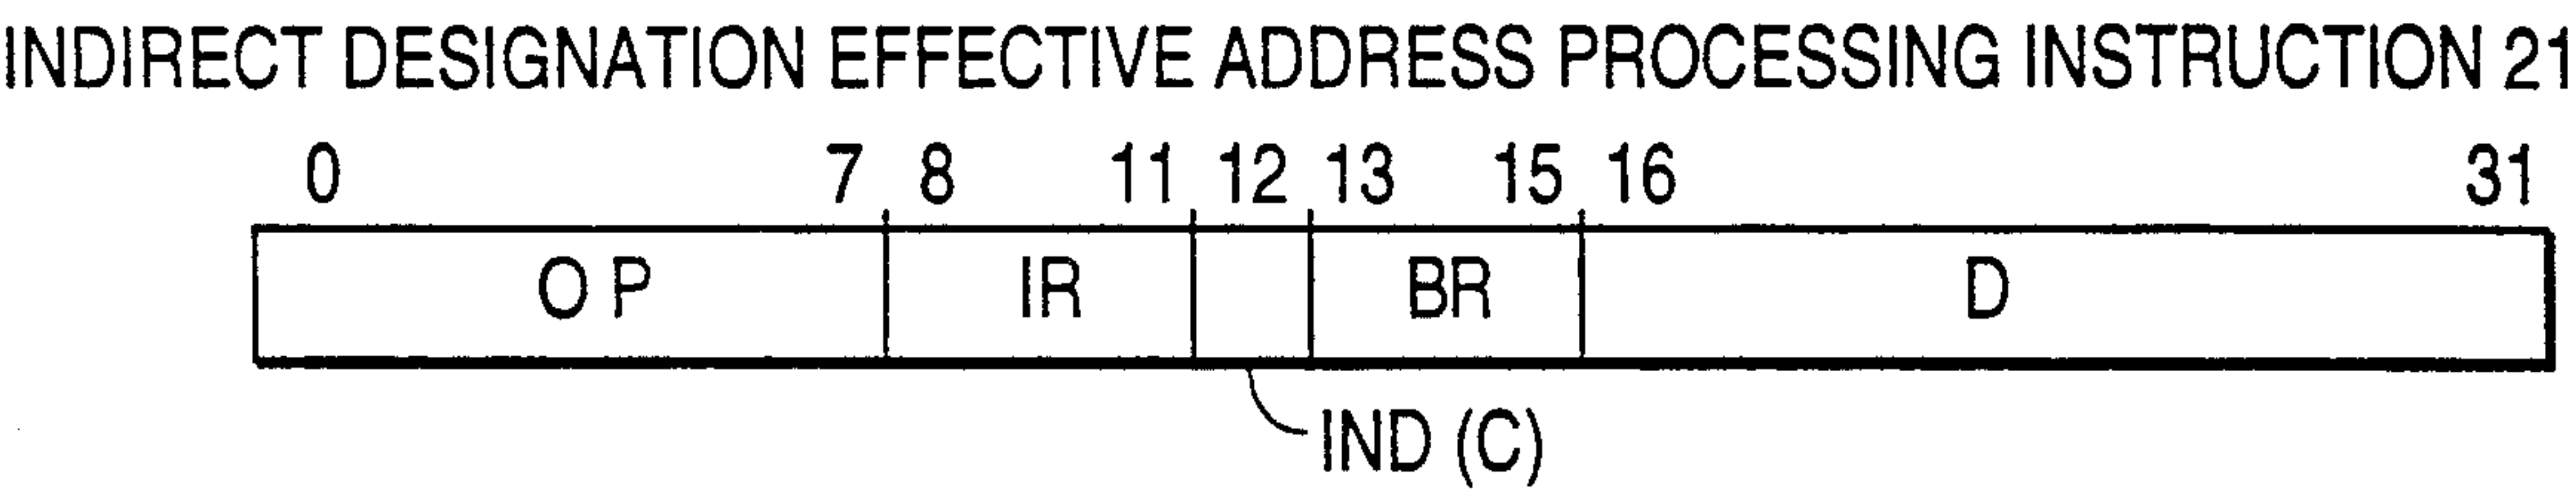 INDIRECT DESIGNATION EFFECTIVE ADDRESS PROCESSING INSTRUCTION 21
0 7 8 11 12 13 15 16 31
O P IR BR D
IND (C)